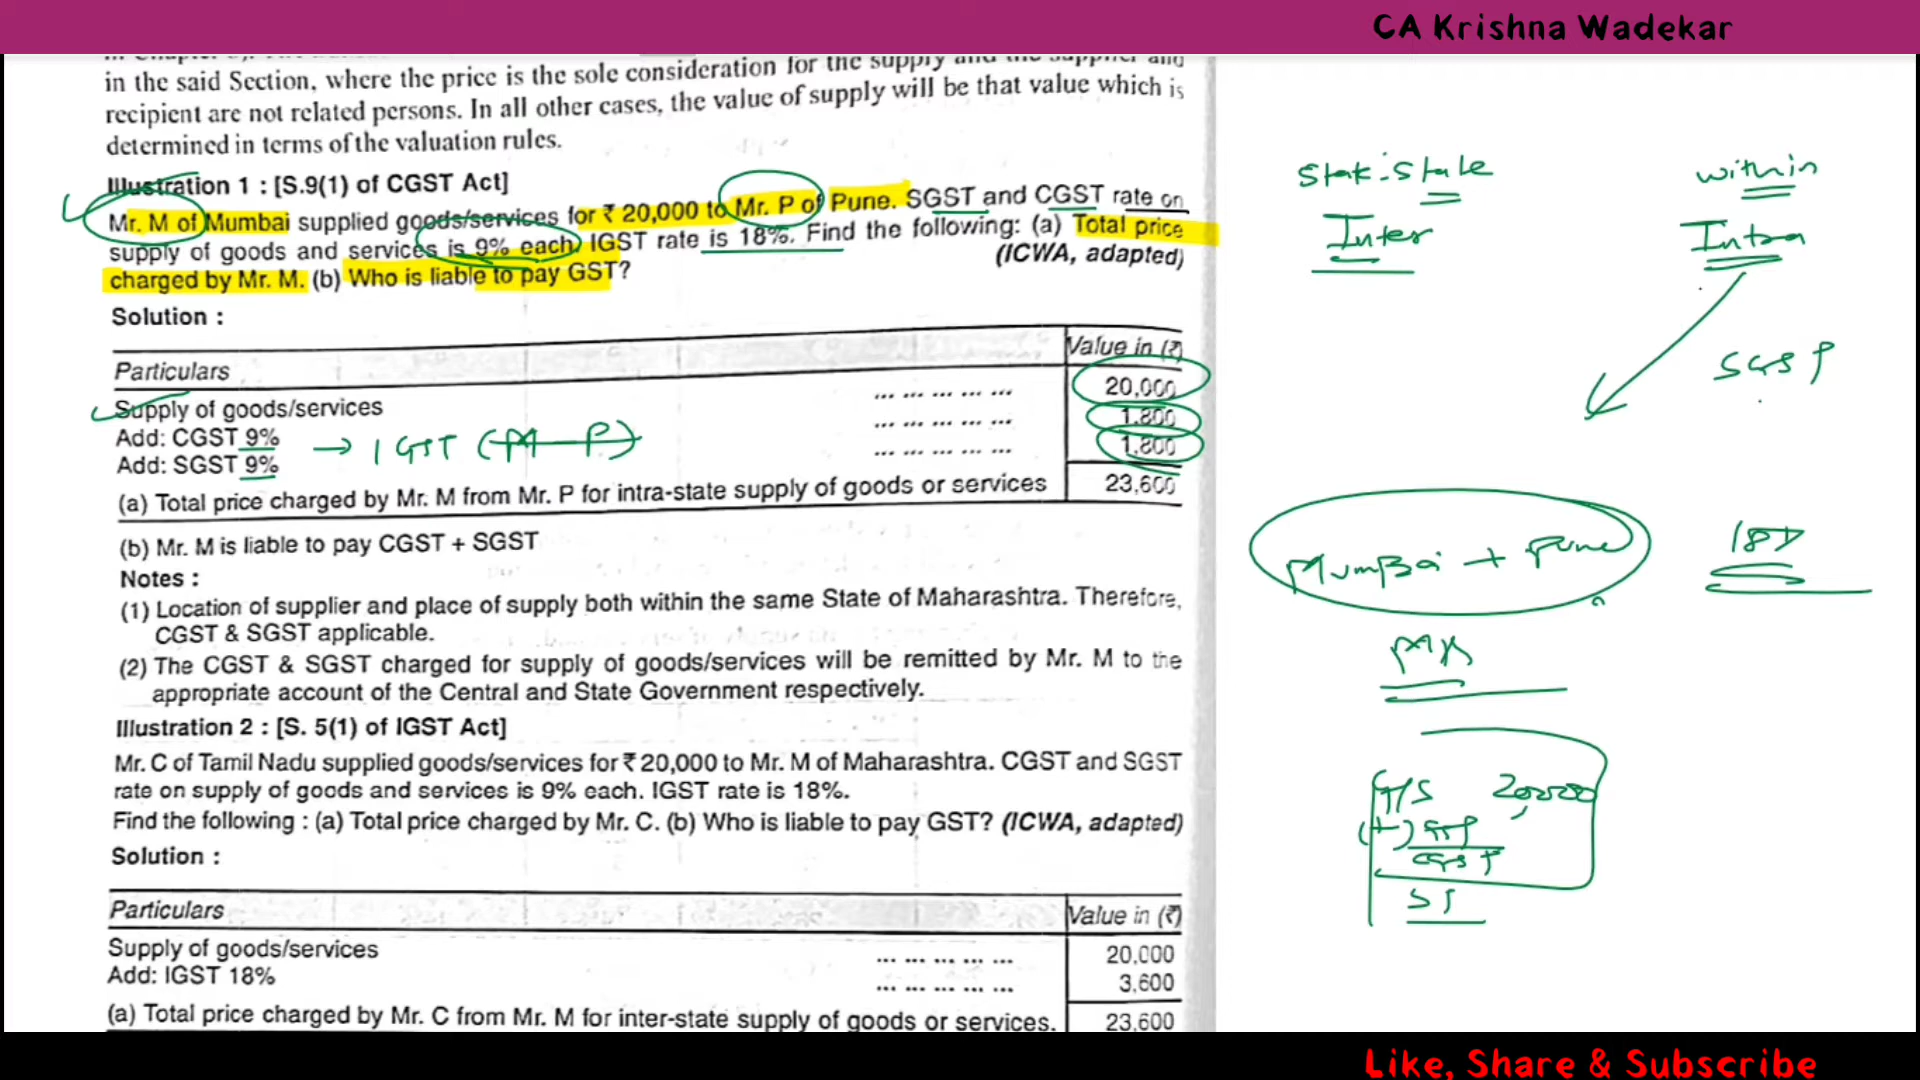 CA Krishna Wadekar
in the said Section, where the price is the sole consideration for the supply and the supplier and
recipient are not related persons. In all other cases, the value of supply will be that value which is
determined in terms of the valuation rules.
Illustration 1 : [S.9(1) of CGST Act]
Mr. M of Mumbai supplied goods/services for ₹ 20,000 to Mr. P of Pune. SGST and CGST rate on
supply of goods and services is 9% each. IGST rate is 18%. Find the following: (a) Total price
charged by Mr. M. (b) Who is liable to pay GST?
(ICWA, adapted)
Solution :
Particulars
Value in (₹)
Supply of goods/services ... ... ... ... ... 20,000
Add: CGST 9% ... ... ... ... ... 1,800
Add: SGST 9% ... ... ... ... ... 1,800
→ IGST (M — P)
(a) Total price charged by Mr. M from Mr. P for intra-state supply of goods or services 23,600
(b) Mr. M is liable to pay CGST + SGST
Notes :
(1) Location of supplier and place of supply both within the same State of Maharashtra. Therefore,
CGST & SGST applicable.
(2) The CGST & SGST charged for supply of goods/services will be remitted by Mr. M to the
appropriate account of the Central and State Government respectively.
Illustration 2 : [S. 5(1) of IGST Act]
Mr. C of Tamil Nadu supplied goods/services for ₹ 20,000 to Mr. M of Maharashtra. CGST and SGST
rate on supply of goods and services is 9% each. IGST rate is 18%.
Find the following : (a) Total price charged by Mr. C. (b) Who is liable to pay GST? (ICWA, adapted)
Solution :
Particulars
Value in (₹)
Supply of goods/services ... ... ... ... ... 20,000
Add: IGST 18% ... ... ... ... ... 3,600
(a) Total price charged by Mr. C from Mr. M for inter-state supply of goods or services. 23,600
State - State
Inter
within
Intra
SGST
Mumbai + Pune
MH
G/S 20,000
(+) GST
CGST
Like, Share & Subscribe